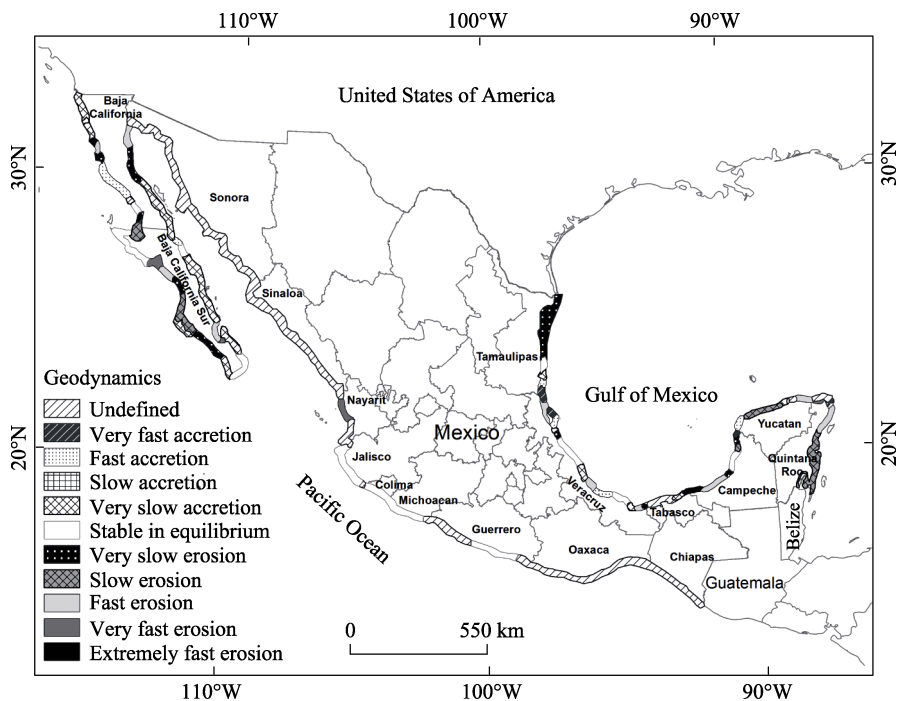 110°W 100°W 90°W
30°N
20°N
30°N
20°N
United States of America
Baja
California
Sonora
Baja California Sur
Sinaloa
Tamaulipas
Gulf of Mexico
Nayarit
Mexico
Yucatan
Quintana
Roo
Jalisco
Colima
Michoacan
Pacific Ocean
Veracruz
Tabasco
Campeche
Belize
Guerrero
Oaxaca
Chiapas
Guatemala
Geodynamics
Undefined
Very fast accretion
Fast accretion
Slow accretion
Very slow accretion
Stable in equilibrium
Very slow erosion
Slow erosion
Fast erosion
Very fast erosion
Extremely fast erosion
0 550 km
110°W 100°W 90°W